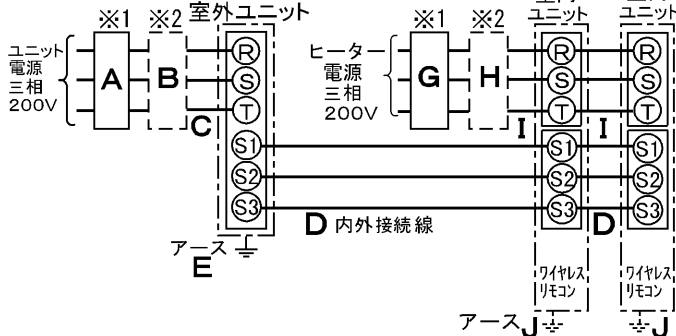 ※1 ※2 室外ユニット
ユニット
電源
三相
200V
A B C
R
S
T
S1
S2
S3
アース
E
D 内外接続線
※1 ※2
ヒーター
電源
三相
200V
G H
ユニット
R
S
T
S1
S2
S3
I I
D
ユニット
R
S
T
S1
S2
S3
ワイヤレス
リモコン
ワイヤレス
リモコン
アース J J